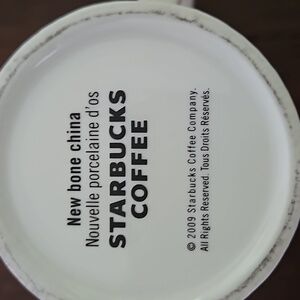 New bone china
Nouvelle porcelaine d'os
STARBUCKS
COFFEE
© 2009 Starbucks Coffee Company.
All Rights Reserved. Tous Droits Réservés.